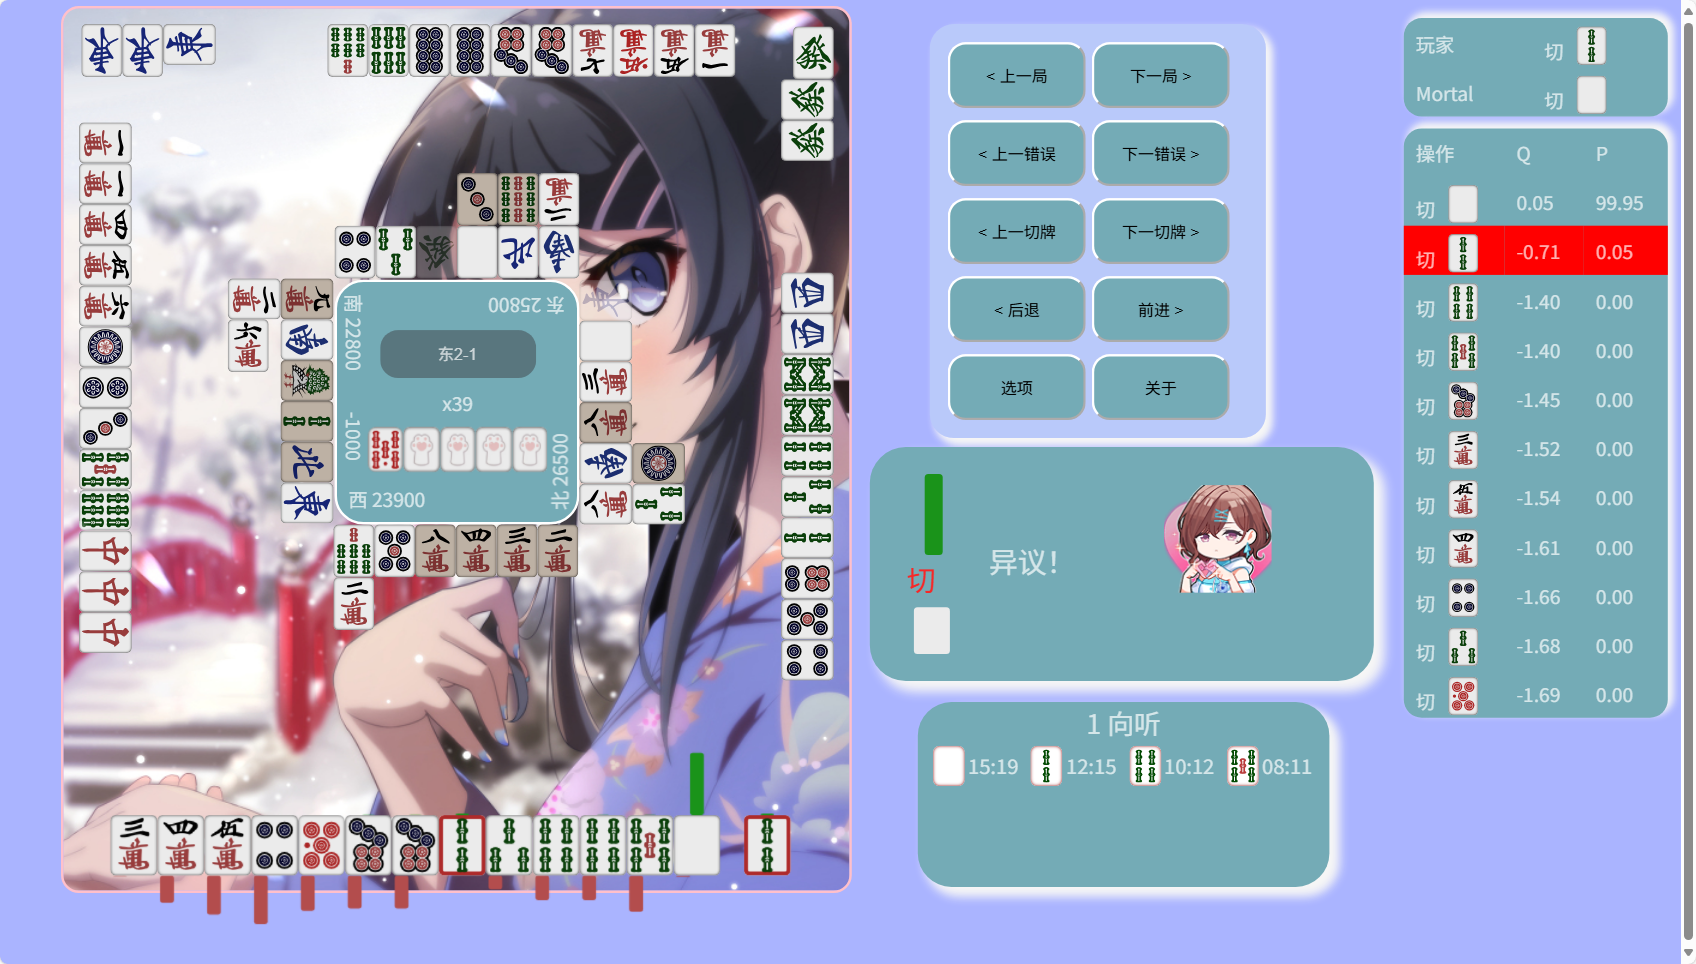 < 上一局
下一局 >
< 上一错误
下一错误 >
< 上一切牌
下一切牌 >
< 后退
前进 >
选项
关于
东 25800
南 22800
-1000
东2-1
x39
北 26500
西 23900
异议！
切
1 向听
15:19
12:15
10:12
08:11
玩家 切
Mortal 切
操作 Q P
切 0.05 99.95
切 -0.71 0.05
切 -1.40 0.00
切 -1.40 0.00
切 -1.45 0.00
切 -1.52 0.00
切 -1.54 0.00
切 -1.61 0.00
切 -1.66 0.00
切 -1.68 0.00
切 -1.69 0.00